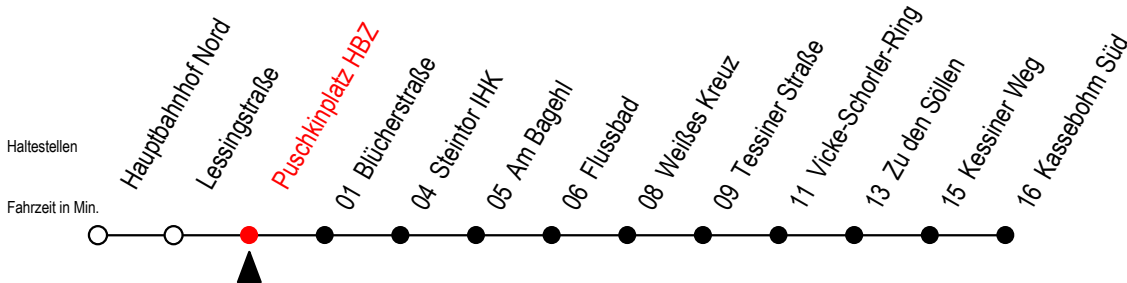 Haltestellen
Fahrzeit in Min.
Hauptbahnhof Nord
Lessingstraße
Puschkinplatz HBZ
01 Blücherstraße
04 Steintor IHK
05 Am Bagehl
06 Flussbad
08 Weißes Kreuz
09 Tessiner Straße
11 Vicke-Schorler-Ring
13 Zu den Söllen
15 Kessiner Weg
16 Kassebohm Süd